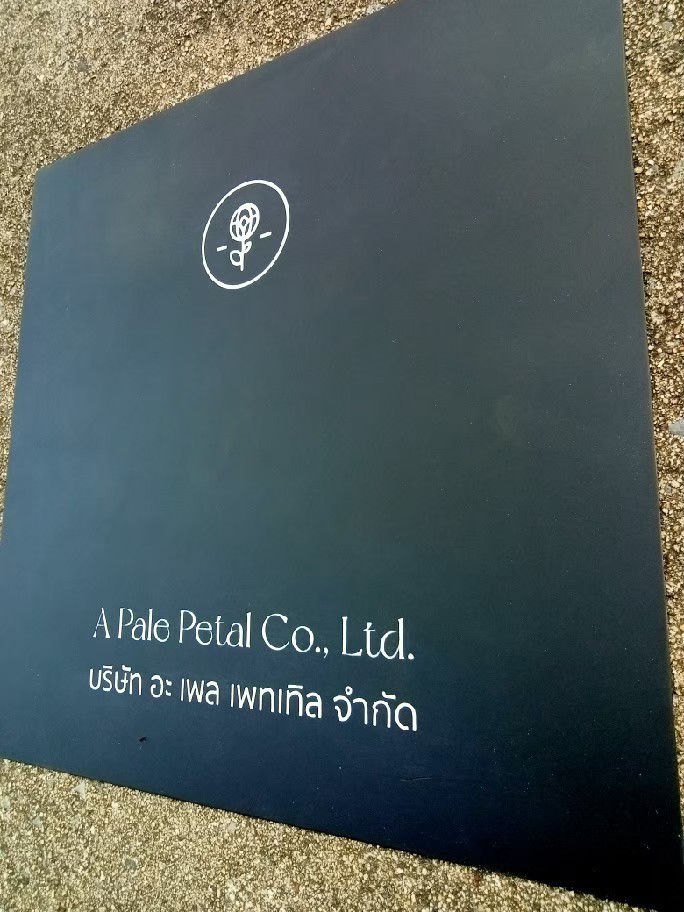 A Pale Petal Co., Ltd.
บริษัท อะ เพล เพทเทิล จำกัด